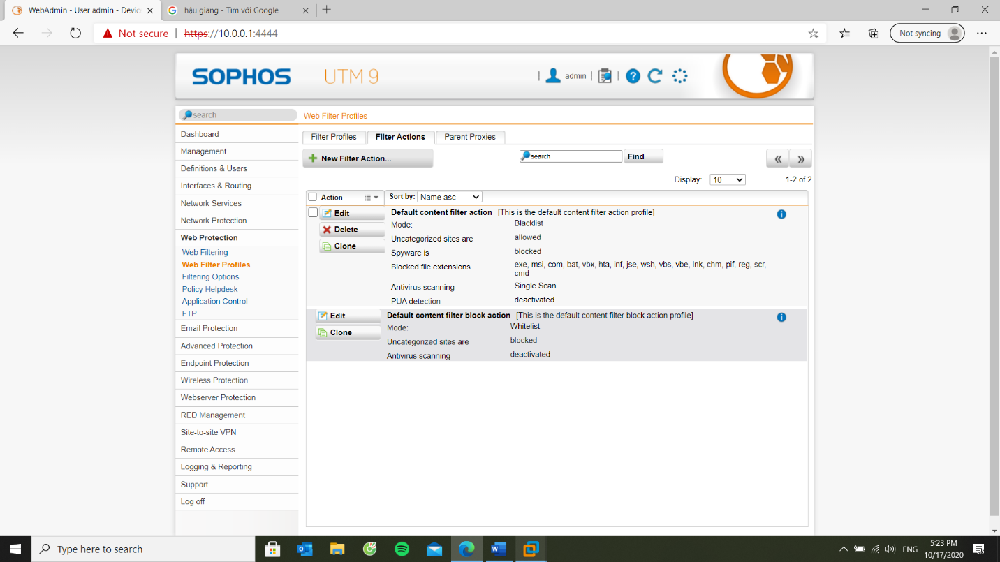 WebAdmin - User admin - Devic
hậu giang - Tìm với Google
Not secure | https://10.0.0.1:4444
Not syncing
SOPHOS UTM 9
| admin | |
search
Web Filter Profiles
Dashboard
Management
Definitions & Users
Interfaces & Routing
Network Services
Network Protection
Web Protection
Web Filtering
Web Filter Profiles
Filtering Options
Policy Helpdesk
Application Control
FTP
Email Protection
Advanced Protection
Endpoint Protection
Wireless Protection
Webserver Protection
RED Management
Site-to-site VPN
Remote Access
Logging & Reporting
Support
Log off
Filter Profiles
Filter Actions
Parent Proxies
New Filter Action...
search
Find
« »
Display: 10 1-2 of 2
Action Sort by: Name asc
Edit
Delete
Clone
Default content filter action [This is the default content filter action profile]
Mode: Blacklist
Uncategorized sites are allowed
Spyware is blocked
Blocked file extensions exe, msi, com, bat, vbx, hta, inf, jse, wsh, vbs, vbe, lnk, chm, pif, reg, scr,
cmd
Antivirus scanning Single Scan
PUA detection deactivated
Edit
Clone
Default content filter block action [This is the default content filter block action profile]
Mode: Whitelist
Uncategorized sites are blocked
Antivirus scanning deactivated
Type here to search
ENG
5:23 PM
10/17/2020